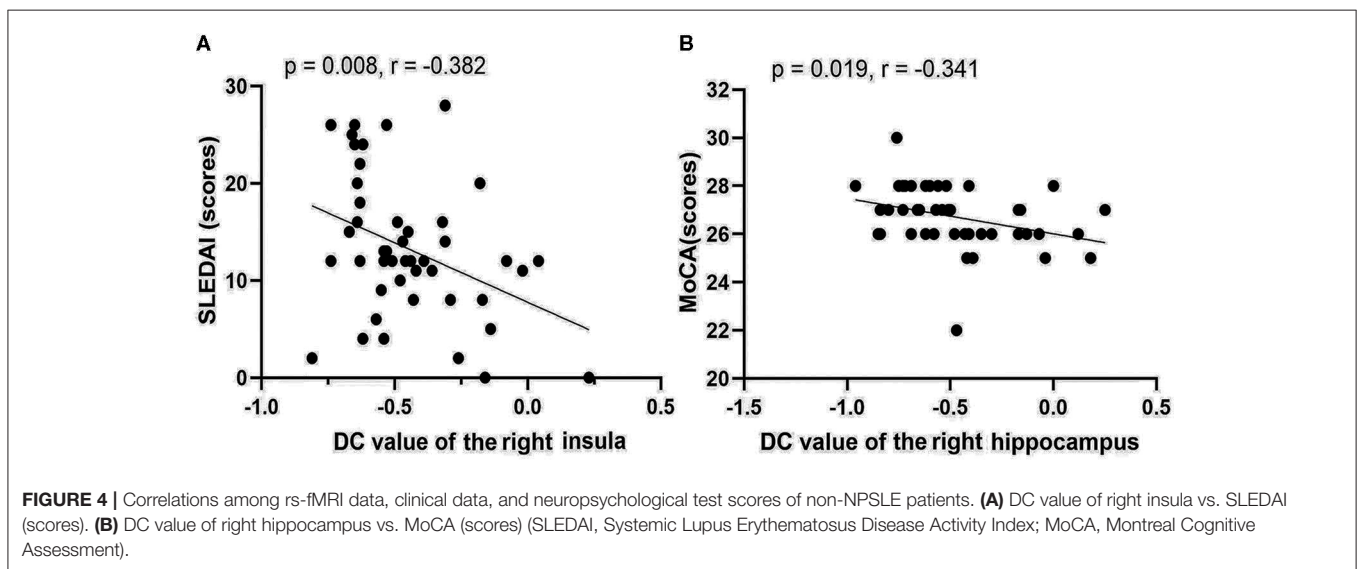 A
p = 0.008, r = -0.382
SLEDAI (scores)
30
20
10
0
-1.0
-0.5
0.0
0.5
DC value of the right insula
B
p = 0.019, r = -0.341
MoCA(scores)
32
30
28
26
24
22
20
-1.5
-1.0
-0.5
0.0
0.5
DC value of the right hippocampus
FIGURE 4 | Correlations among rs-fMRI data, clinical data, and neuropsychological test scores of non-NPSLE patients. (A) DC value of right insula vs. SLEDAI
(scores). (B) DC value of right hippocampus vs. MoCA (scores) (SLEDAI, Systemic Lupus Erythematosus Disease Activity Index; MoCA, Montreal Cognitive
Assessment).